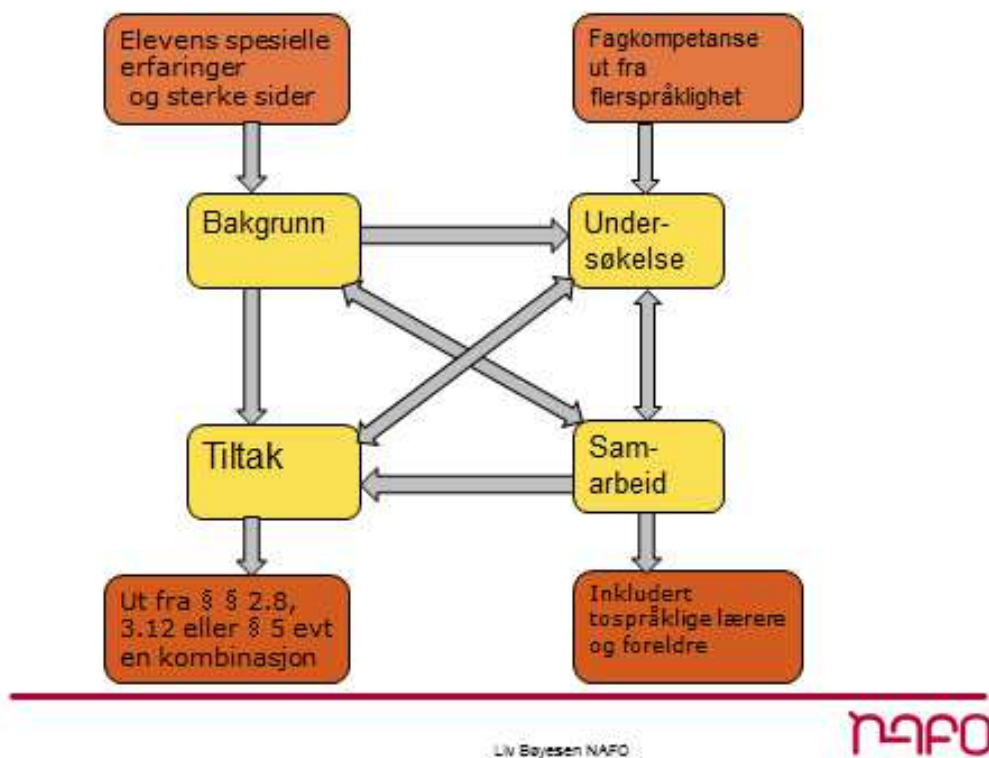 Elevens spesielle
erfaringer
og sterke sider
Fagkompetanse
ut fra
flerspråklighet
Bakgrunn
Under-
søkelse
Tiltak
Sam-
arbeid
Ut fra § § 2.8,
3.12 eller § 5 evt
en kombinasjon
Inkludert
tospråklige lærere
og foreldre
Liv Bøyesen NAFO
NAFO